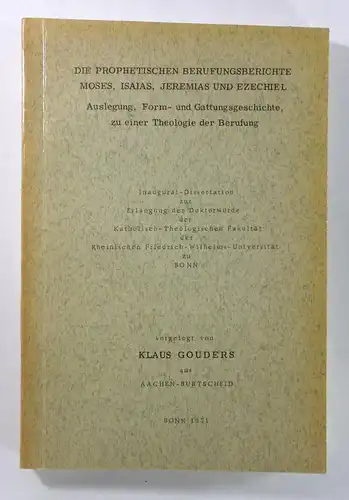 DIE PROPHETISCHEN BERUFUNGSBERICHTE
MOSES, ISAIAS, JEREMIAS UND EZECHIEL
Auslegung, Form- und Gattungsgeschichte,
zu einer Theologie der Berufung
Inaugural-Dissertation
zur
Erlangung der Doktorwürde
der
Katholisch-Theologischen Fakultät
der
Rheinischen Friedrich-Wilhelms-Universität
zu
BONN
vorgelegt von
KLAUS GOUDERS
aus
AACHEN-BURTSCHEID
BONN 1971